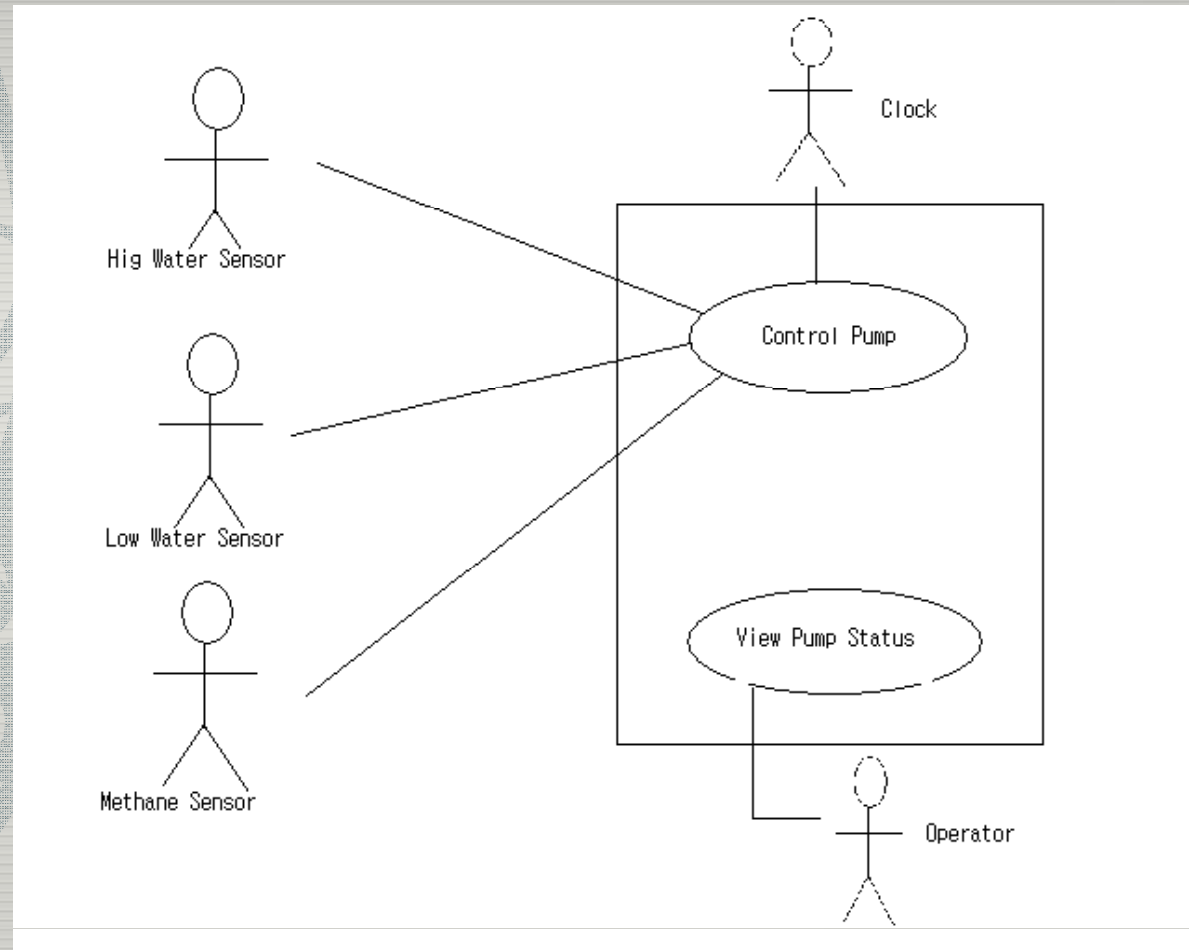 Clock
Hig Water Sensor
Control Pump
Low Water Sensor
View Pump Status
Methane Sensor
Operator